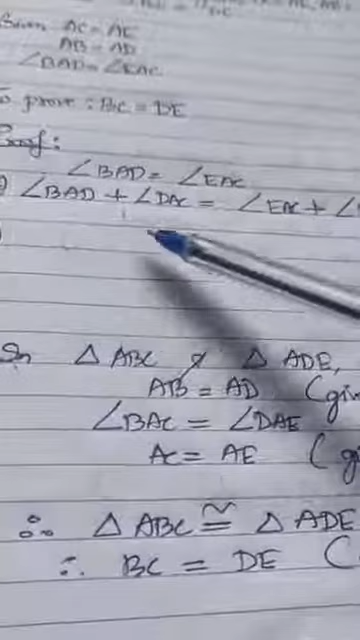 Given AC = AE
AB = AD
∠BAD = ∠EAC
To prove : BC = DE
Proof:
∠BAD = ∠EAC
∠BAD + ∠DAC = ∠EAC + ∠
In △ ABC & △ ADE,
AB = AD (giv
∠BAC = ∠DAE
AC = AE (gi
∴ △ ABC ≅ △ ADE
∴ BC = DE (